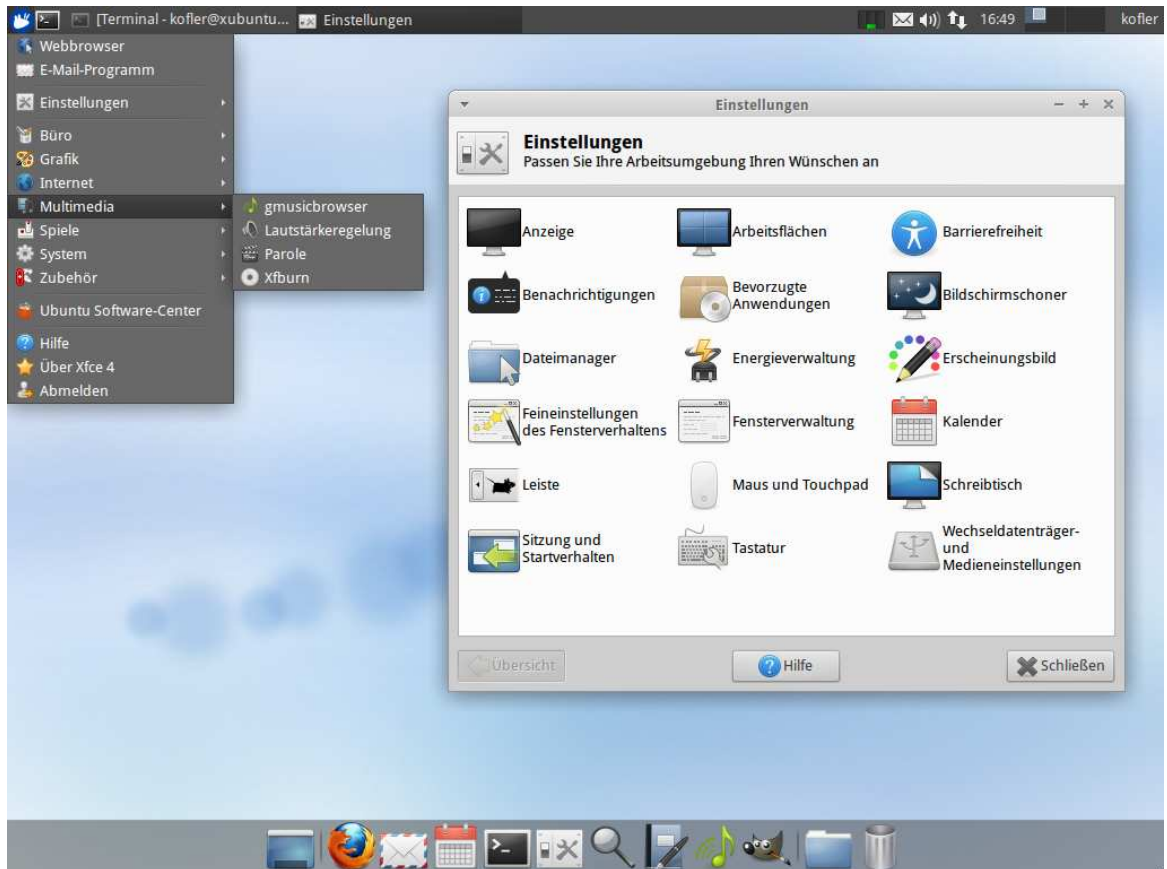 [Terminal - kofler@xubuntu... Einstellungen 16:49 kofler
Webbrowser
E-Mail-Programm
Einstellungen
Büro
Grafik
Internet
Multimedia
Spiele
System
Zubehör
Ubuntu Software-Center
Hilfe
Über Xfce 4
Abmelden
gmusicbrowser
Lautstärkeregelung
Parole
Xfburn
Einstellungen
Einstellungen
Passen Sie Ihre Arbeitsumgebung Ihren Wünschen an
Anzeige
Arbeitsflächen
Barrierefreiheit
Benachrichtigungen
Bevorzugte
Anwendungen
Bildschirmschoner
Dateimanager
Energieverwaltung
Erscheinungsbild
Feineinstellungen
des Fensterverhaltens
Fensterverwaltung
Kalender
Leiste
Maus und Touchpad
Schreibtisch
Sitzung und
Startverhalten
Tastatur
Wechseldatenträger-
und
Medieneinstellungen
Übersicht
Hilfe
Schließen